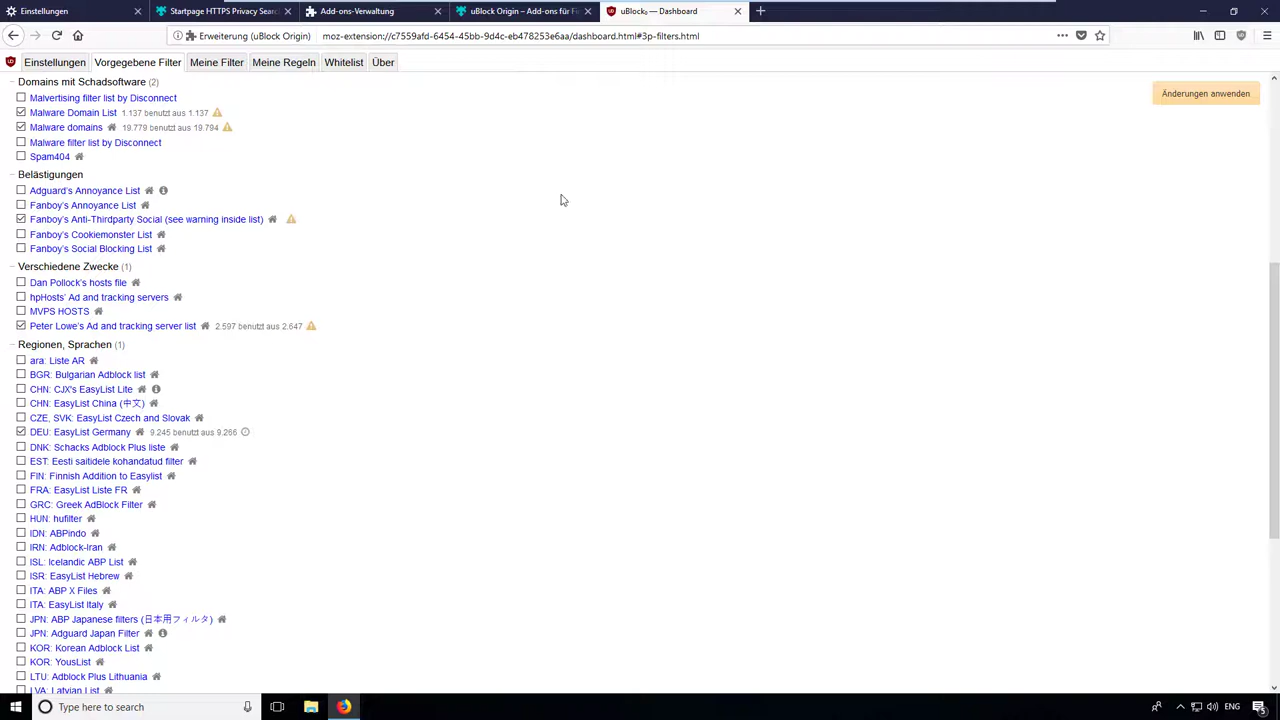 Einstellungen
Startpage HTTPS Privacy Searc
Add-ons-Verwaltung
uBlock Origin – Add-ons für Fi
uBlock₀ — Dashboard
Erweiterung (uBlock Origin)
moz-extension://c7559afd-6454-45bb-9d4c-eb478253e6aa/dashboard.html#3p-filters.html
Einstellungen
Vorgegebene Filter
Meine Filter
Meine Regeln
Whitelist
Über
Änderungen anwenden
Domains mit Schadsoftware (2)
Malvertising filter list by Disconnect
Malware Domain List 1.137 benutzt aus 1.137
Malware domains 19.779 benutzt aus 19.794
Malware filter list by Disconnect
Spam404
Belästigungen
Adguard's Annoyance List
Fanboy's Annoyance List
Fanboy's Anti-Thirdparty Social (see warning inside list)
Fanboy's Cookiemonster List
Fanboy's Social Blocking List
Verschiedene Zwecke (1)
Dan Pollock's hosts file
hpHosts' Ad and tracking servers
MVPS HOSTS
Peter Lowe's Ad and tracking server list 2.597 benutzt aus 2.647
Regionen, Sprachen (1)
ara: Liste AR
BGR: Bulgarian Adblock list
CHN: CJX's EasyList Lite
CHN: EasyList China (中文)
CZE, SVK: EasyList Czech and Slovak
DEU: EasyList Germany 9.245 benutzt aus 9.266
DNK: Schacks Adblock Plus liste
EST: Eesti saitidele kohandatud filter
FIN: Finnish Addition to Easylist
FRA: EasyList Liste FR
GRC: Greek AdBlock Filter
HUN: hufilter
IDN: ABPindo
IRN: Adblock-Iran
ISL: Icelandic ABP List
ISR: EasyList Hebrew
ITA: ABP X Files
ITA: EasyList Italy
JPN: ABP Japanese filters (日本用フィルタ)
JPN: Adguard Japan Filter
KOR: Korean Adblock List
KOR: YousList
LTU: Adblock Plus Lithuania
LVA: Latvian List
Type here to search
ENG